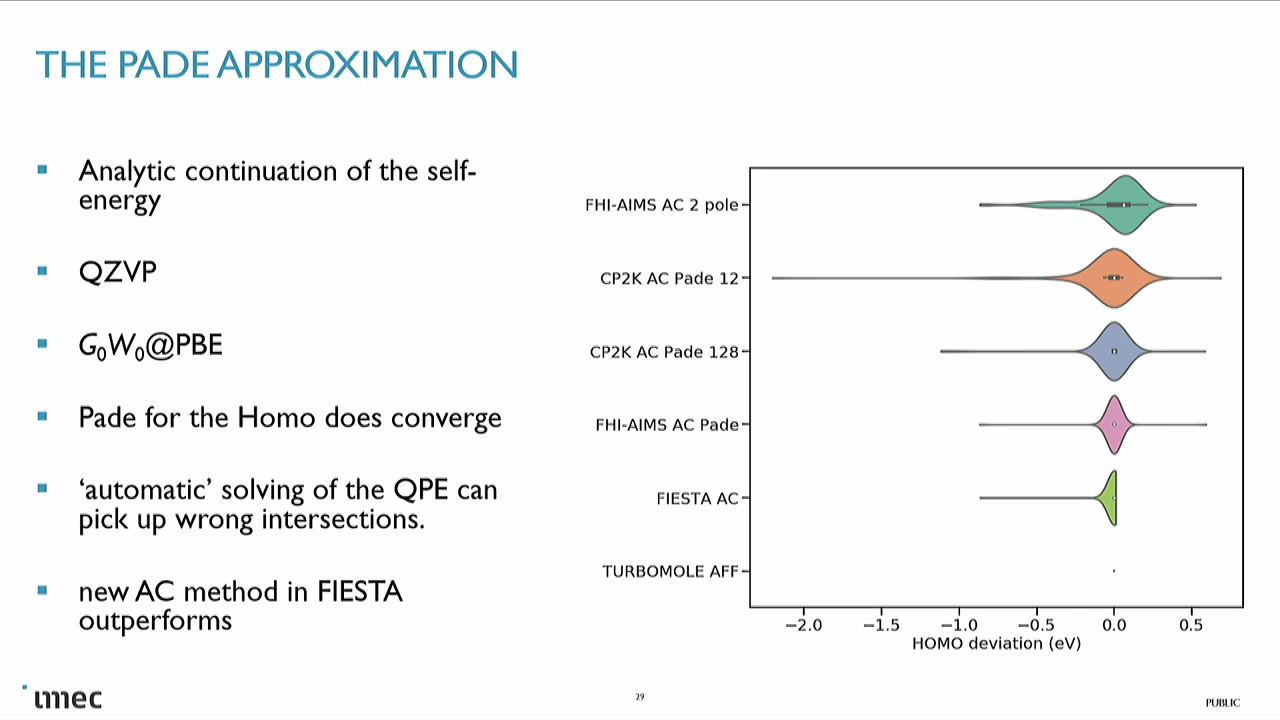 THE PADE APPROXIMATION
Analytic continuation of the self-
energy
QZVP
G₀W₀@PBE
Pade for the Homo does converge
‘automatic’ solving of the QPE can
pick up wrong intersections.
new AC method in FIESTA
outperforms
FHI-AIMS AC 2 pole
CP2K AC Pade 12
CP2K AC Pade 128
FHI-AIMS AC Pade
FIESTA AC
TURBOMOLE AFF
−2.0 −1.5 −1.0 −0.5 0.0 0.5
HOMO deviation (eV)
imec
29
PUBLIC